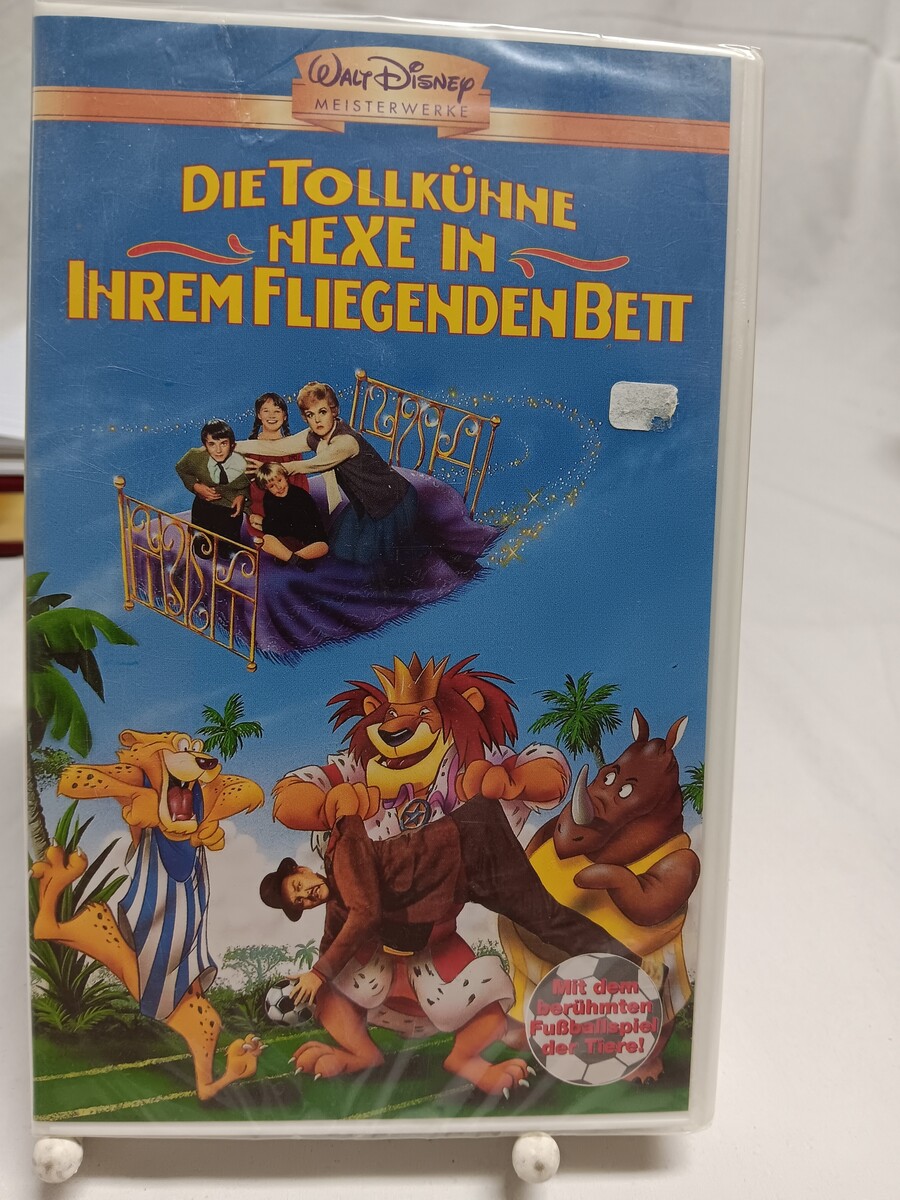 WALT DISNEY
MEISTERWERKE
DIE TOLLKÜHNE
HEXE IN
IHREM FLIEGENDEN BETT
Mit dem
berühmten
Fußballspiel
der Tiere!